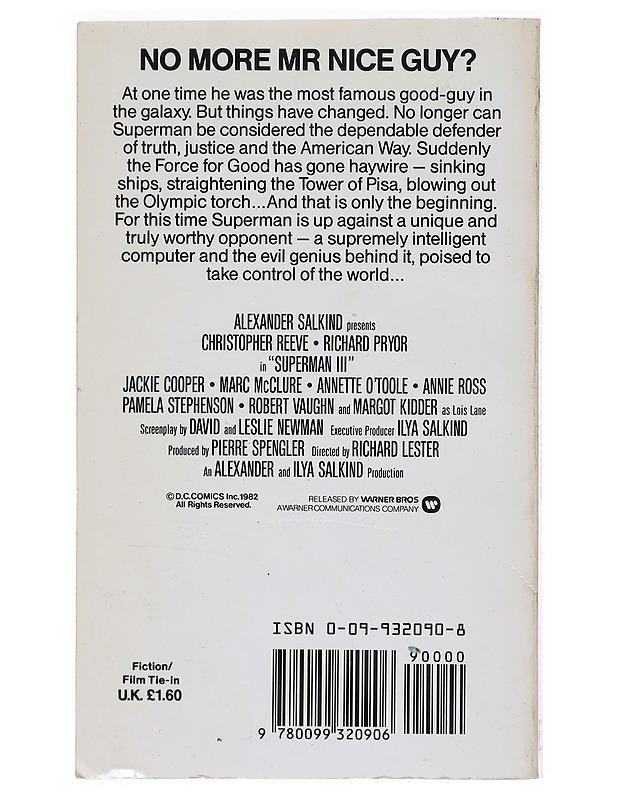 NO MORE MR NICE GUY?
At one time he was the most famous good-guy in
the galaxy. But things have changed. No longer can
Superman be considered the dependable defender
of truth, justice and the American Way. Suddenly
the Force for Good has gone haywire — sinking
ships, straightening the Tower of Pisa, blowing out
the Olympic torch...And that is only the beginning.
For this time Superman is up against a unique and
truly worthy opponent — a supremely intelligent
computer and the evil genius behind it, poised to
take control of the world...
ALEXANDER SALKIND presents
CHRISTOPHER REEVE • RICHARD PRYOR
in “SUPERMAN III”
JACKIE COOPER • MARC McCLURE • ANNETTE O'TOOLE • ANNIE ROSS
PAMELA STEPHENSON • ROBERT VAUGHN and MARGOT KIDDER as Lois Lane
Screenplay by DAVID and LESLIE NEWMAN Executive Producer ILYA SALKIND
Produced by PIERRE SPENGLER Directed by RICHARD LESTER
An ALEXANDER and ILYA SALKIND Production
© D.C. COMICS Inc. 1982
All Rights Reserved.
RELEASED BY WARNER BROS
A WARNER COMMUNICATIONS COMPANY
ISBN 0-09-932090-8
90000
Fiction/
Film Tie-in
U.K. £1.60
9 780099 320906